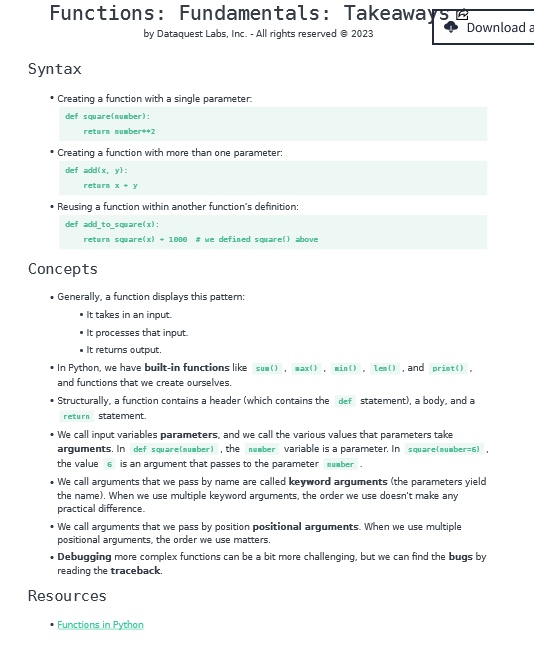 Functions: Fundamentals: Takeaways
Download a
by Dataquest Labs, Inc. - All rights reserved © 2023
Syntax
• Creating a function with a single parameter:
def square(number):
    return number**2
• Creating a function with more than one parameter:
def add(x, y):
    return x + y
• Reusing a function within another function's definition:
def add_to_square(x):
    return square(x) + 1000  # we defined square() above
Concepts
• Generally, a function displays this pattern:
• It takes in an input.
• It processes that input.
• It returns output.
• In Python, we have built-in functions like sum() , max() , min() , len() , and print() ,
and functions that we create ourselves.
• Structurally, a function contains a header (which contains the def statement), a body, and a
return statement.
• We call input variables parameters, and we call the various values that parameters take
arguments. In def square(number) , the number variable is a parameter. In square(number=6) ,
the value 6 is an argument that passes to the parameter number .
• We call arguments that we pass by name are called keyword arguments (the parameters yield
the name). When we use multiple keyword arguments, the order we use doesn't make any
practical difference.
• We call arguments that we pass by position positional arguments. When we use multiple
positional arguments, the order we use matters.
• Debugging more complex functions can be a bit more challenging, but we can find the bugs by
reading the traceback.
Resources
• Functions in Python